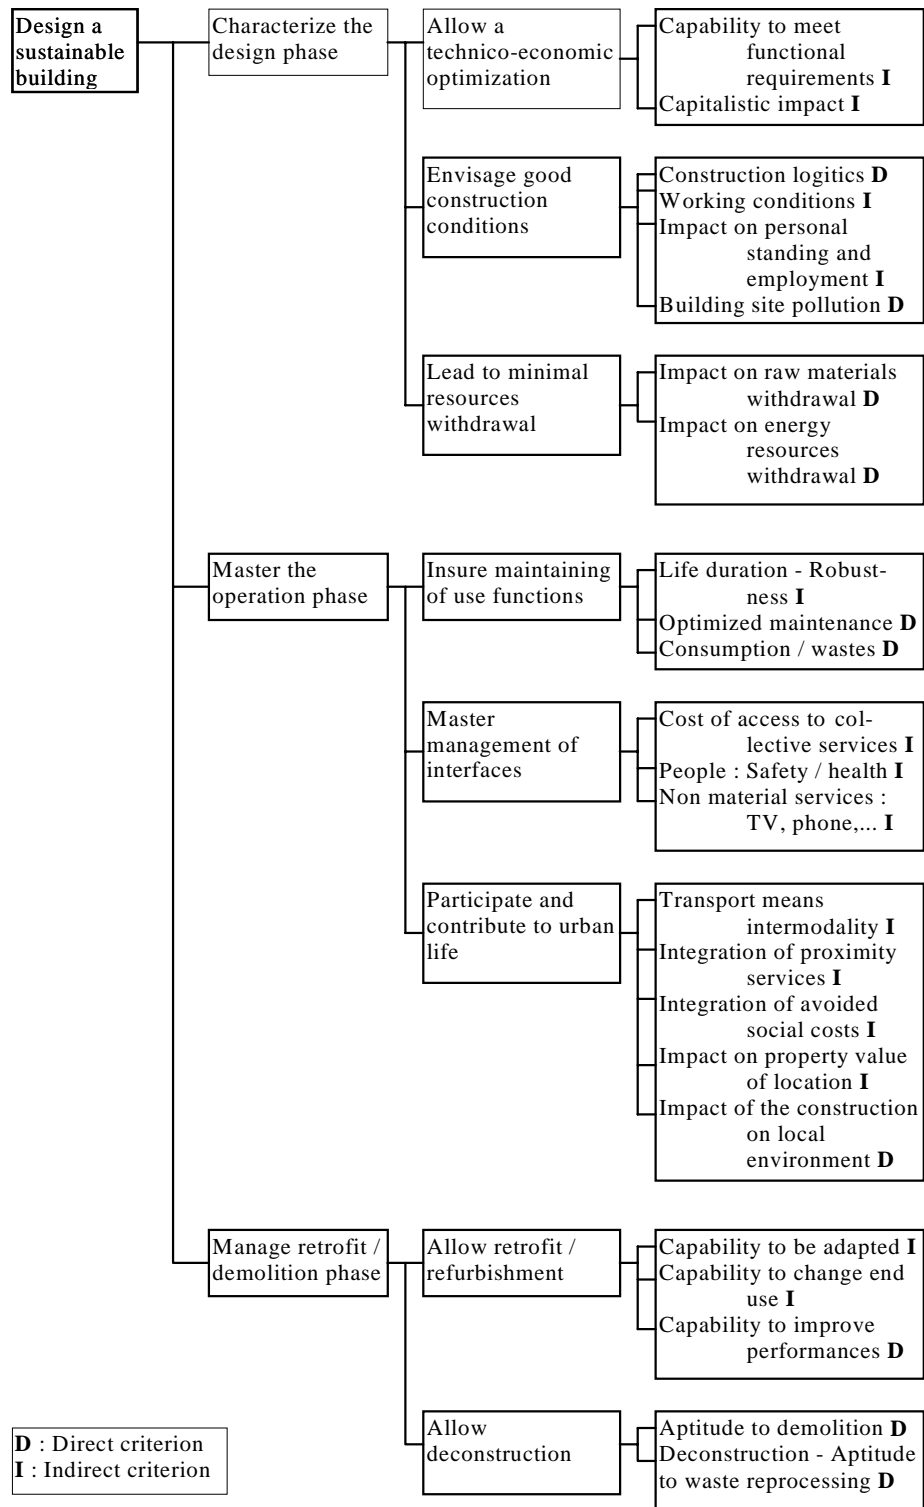 Design a
sustainable
building
Characterize the
design phase
Allow a
technico-economic
optimization
Capability to meet
functional
requirements I
Capitalistic impact I
Envisage good
construction
conditions
Construction logitics D
Working conditions I
Impact on personal
standing and
employment I
Building site pollution D
Lead to minimal
resources
withdrawal
Impact on raw materials
withdrawal D
Impact on energy
resources
withdrawal D
Master the
operation phase
Insure maintaining
of use functions
Life duration - Robust-
ness I
Optimized maintenance D
Consumption / wastes D
Master
management of
interfaces
Cost of access to col-
lective services I
People : Safety / health I
Non material services :
TV, phone,... I
Participate and
contribute to urban
life
Transport means
intermodality I
Integration of proximity
services I
Integration of avoided
social costs I
Impact on property value
of location I
Impact of the construction
on local
environment D
Manage retrofit /
demolition phase
Allow retrofit /
refurbishment
Capability to be adapted I
Capability to change end
use I
Capability to improve
performances D
Allow
deconstruction
Aptitude to demolition D
Deconstruction - Aptitude
to waste reprocessing D
D : Direct criterion
I : Indirect criterion